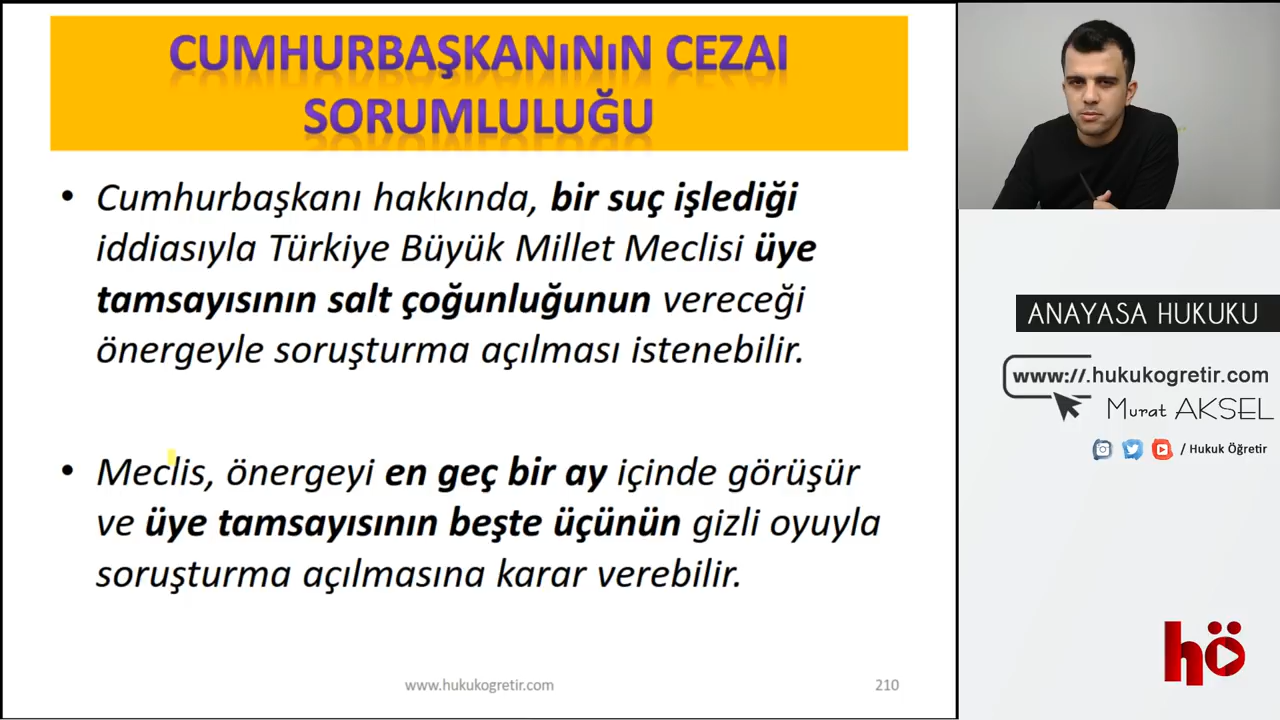 CUMHURBAŞKANıNıN CEZAI
SORUMLULUĞU
• Cumhurbaşkanı hakkında, bir suç işlediği
iddiasıyla Türkiye Büyük Millet Meclisi üye
tamsayısının salt çoğunluğunun vereceği
önergeyle soruşturma açılması istenebilir.
• Meclis, önergeyi en geç bir ay içinde görüşür
ve üye tamsayısının beşte üçünün gizli oyuyla
soruşturma açılmasına karar verebilir.
www.hukukogretir.com
210
ANAYASA HUKUKU
www://.hukukogretir.com
Murat AKSEL
/ Hukuk Öğretir
hö